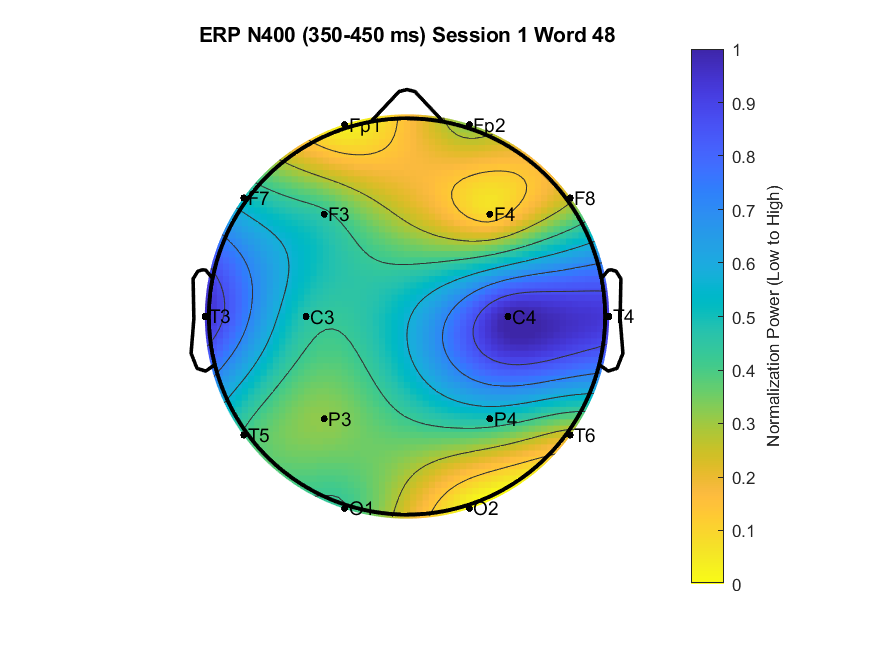 ERP N400 (350-450 ms) Session 1 Word 48
Fp1 Fp2
F7 F8
F3 F4
T3 C3 C4 T4
P3 P4
T5 T6
O1 O2
1
0.9
0.8
0.7
0.6
0.5
0.4
0.3
0.2
0.1
0
Normalization Power (Low to High)